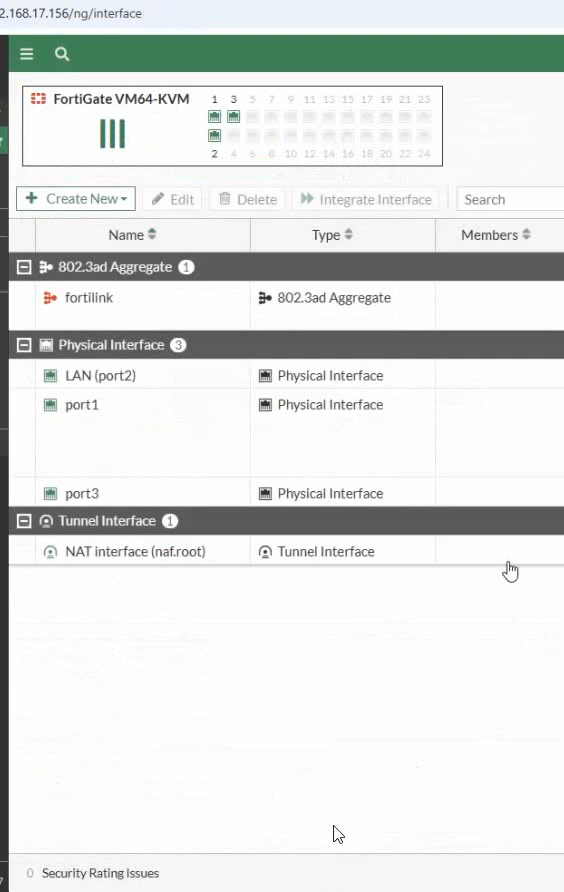 2.168.17.156/ng/interface
FortiGate VM64-KVM
1 3 5 7 9 11 13 15 17 19 21 23
2 4 6 8 10 12 14 16 18 20 22 24
Create New Edit Delete Integrate Interface Search
Name Type Members
802.3ad Aggregate 1
fortilink 802.3ad Aggregate
Physical Interface 3
LAN (port2) Physical Interface
port1 Physical Interface
port3 Physical Interface
Tunnel Interface 1
NAT interface (naf.root) Tunnel Interface
0 Security Rating Issues